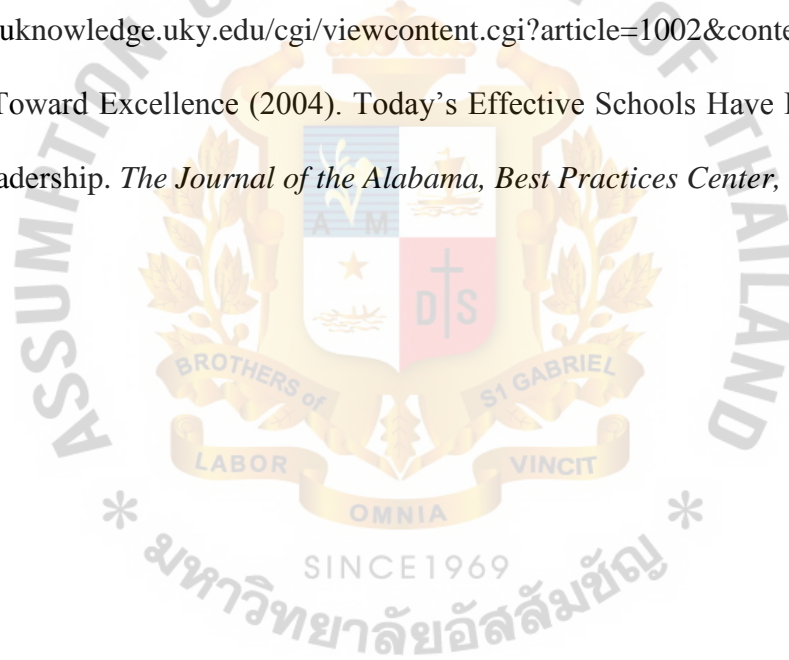 uknowledge.uky.edu/cgi/viewcontent.cgi?article=1002&conte
Toward Excellence (2004). Today's Effective Schools Have
adership. The Journal of the Alabama, Best Practices Center,
ASSUMPTION
OF THAILAND
A M
D S
BROTHERS of
ST GABRIEL
LABOR
VINCIT
OMNIA
SINCE1969
มหาวิทยาลัยอัสสัมชัญ